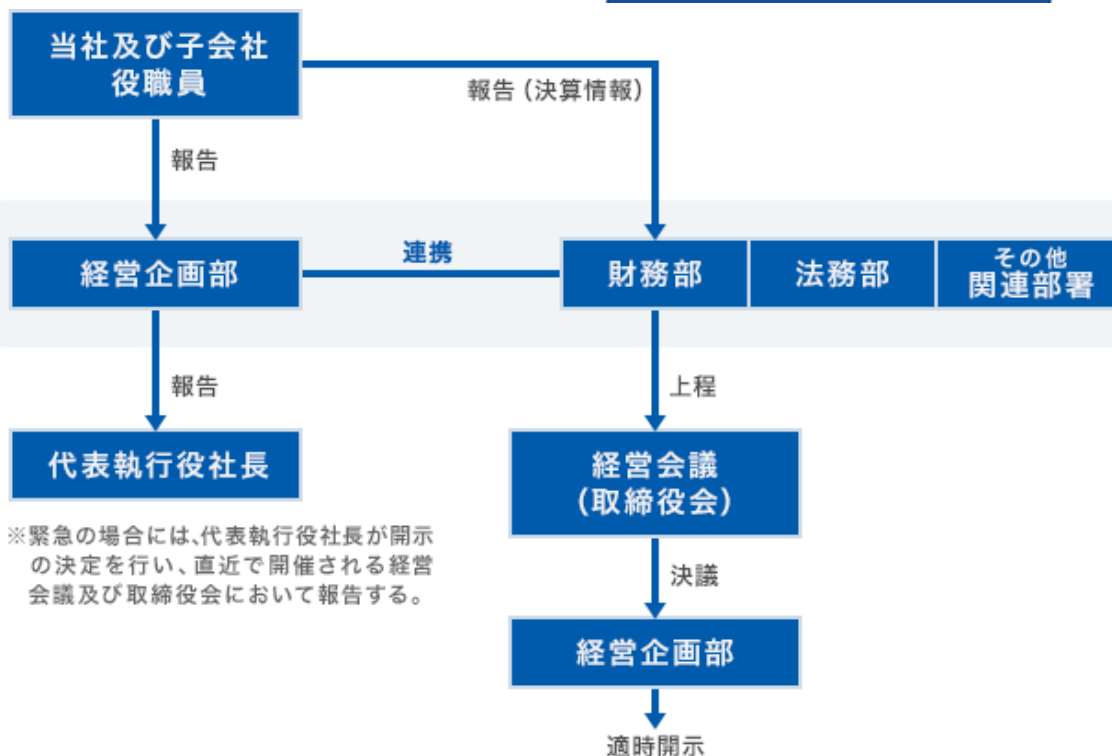 当社及び子会社
役職員
報告（決算情報）
報告
連携
経営企画部
財務部
法務部
その他
関連部署
報告
上程
代表執行役社長
経営会議
（取締役会）
※緊急の場合には、代表執行役社長が開示
の決定を行い、直近で開催される経営
会議及び取締役会において報告する。
決議
経営企画部
適時開示